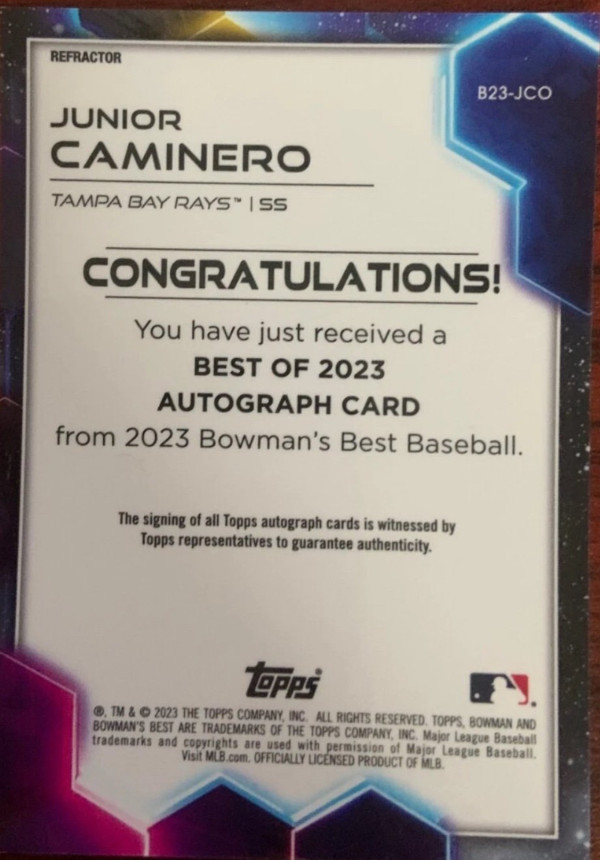 REFRACTOR
B23-JCO
JUNIOR
CAMINERO
TAMPA BAY RAYS™ | SS
CONGRATULATIONS!
You have just received a
BEST OF 2023
AUTOGRAPH CARD
from 2023 Bowman's Best Baseball.
The signing of all Topps autograph cards is witnessed by
Topps representatives to guarantee authenticity.
Topps®
®, TM & © 2023 THE TOPPS COMPANY, INC. ALL RIGHTS RESERVED. TOPPS, BOWMAN AND
BOWMAN'S BEST ARE TRADEMARKS OF THE TOPPS COMPANY, INC. Major League Baseball
trademarks and copyrights are used with permission of Major League Baseball.
Visit MLB.com. OFFICIALLY LICENSED PRODUCT OF MLB.